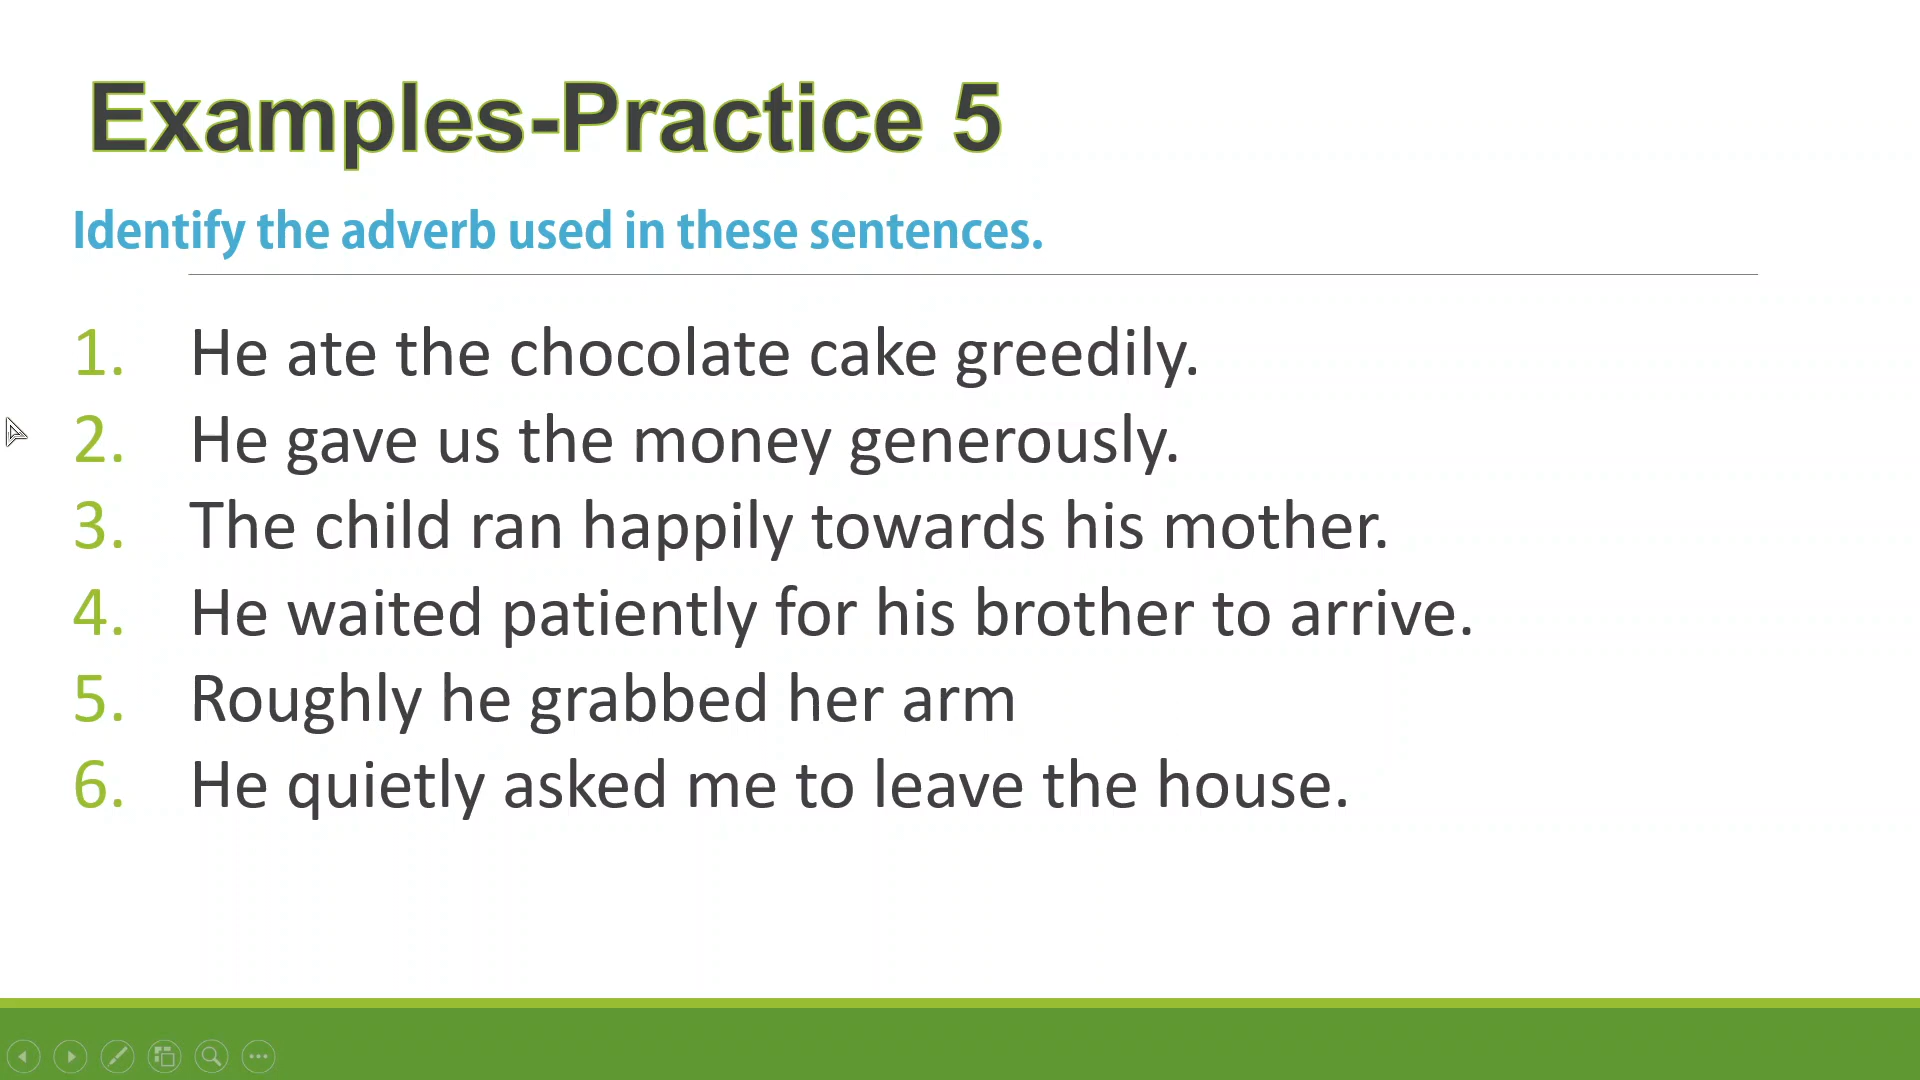 Examples-Practice 5
Identify the adverb used in these sentences.
1. He ate the chocolate cake greedily.
2. He gave us the money generously.
3. The child ran happily towards his mother.
4. He waited patiently for his brother to arrive.
5. Roughly he grabbed her arm
6. He quietly asked me to leave the house.